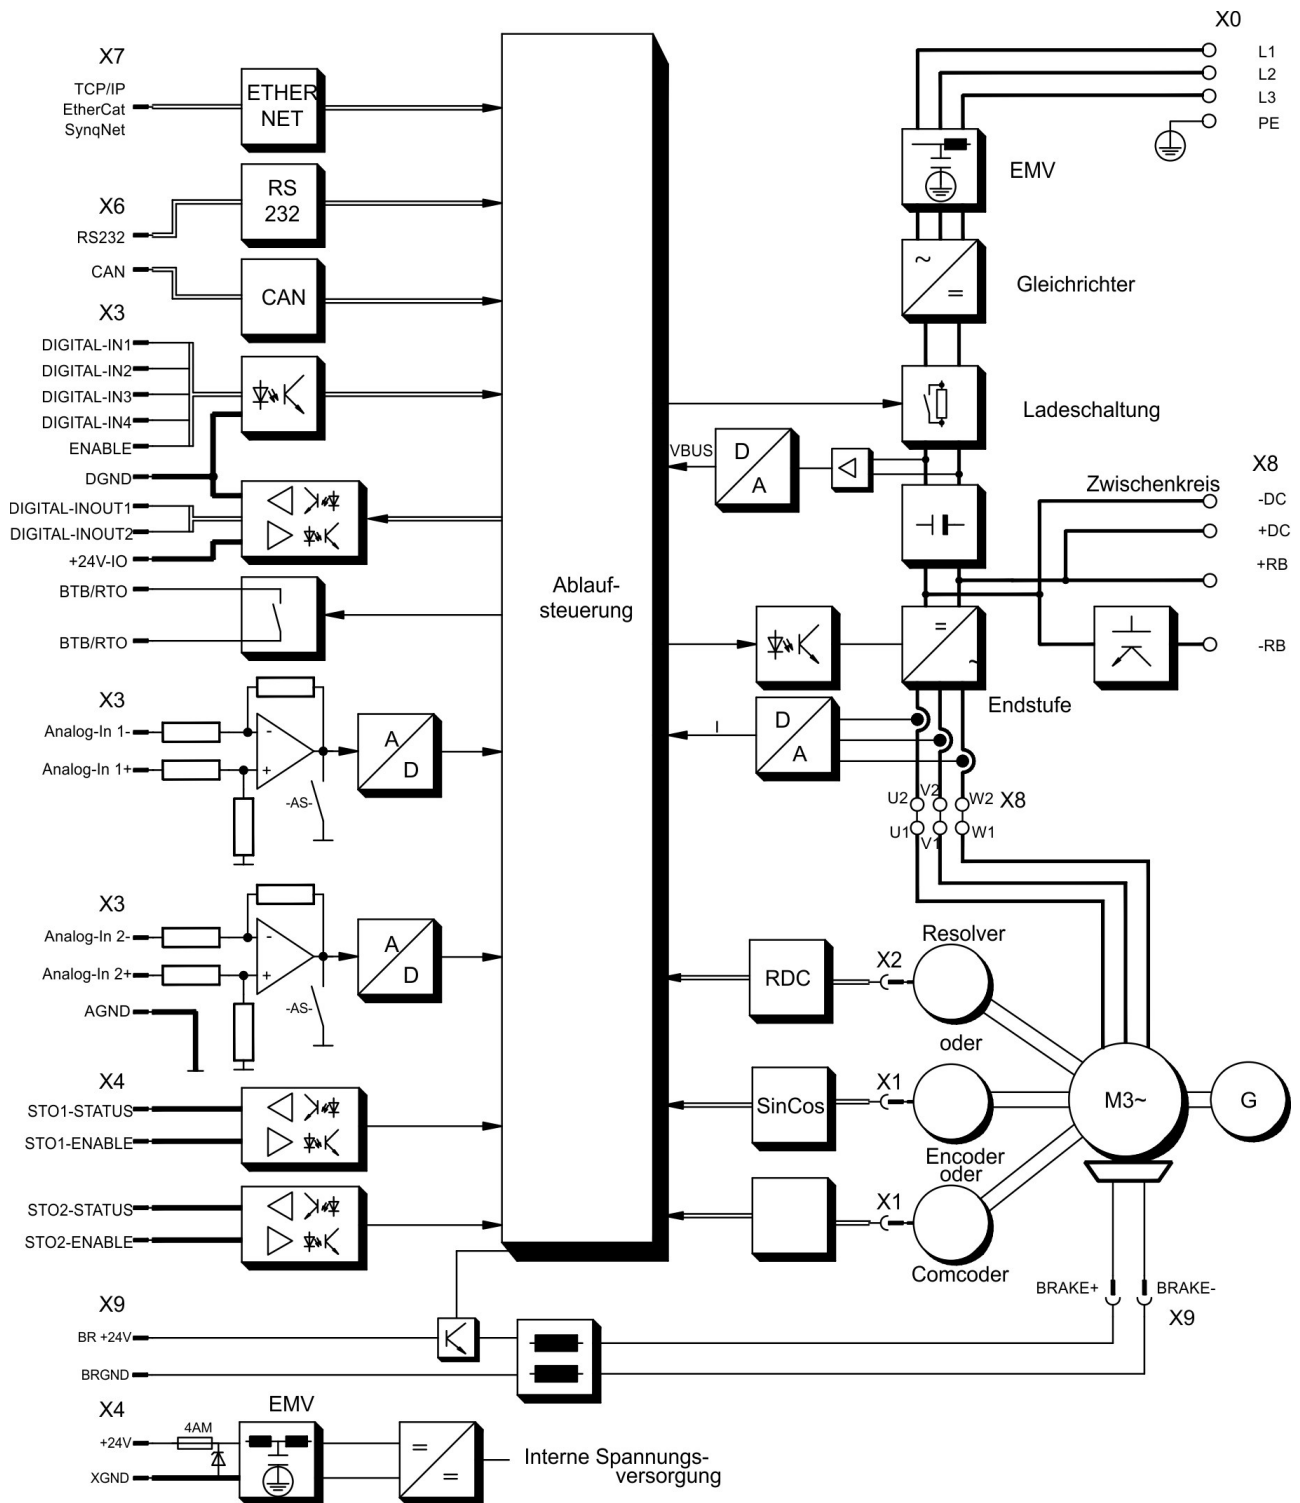 X7
TCP/IP
EtherCat
SynqNet
ETHER
NET
X6
RS232
RS
232
CAN
CAN
X3
DIGITAL-IN1
DIGITAL-IN2
DIGITAL-IN3
DIGITAL-IN4
ENABLE
DGND
DIGITAL-INOUT1
DIGITAL-INOUT2
+24V-IO
BTB/RTO
BTB/RTO
X3
Analog-In 1-
Analog-In 1+
-
+
-AS-
A
D
X3
Analog-In 2-
Analog-In 2+
AGND
-
+
-AS-
A
D
X4
STO1-STATUS
STO1-ENABLE
STO2-STATUS
STO2-ENABLE
X9
BR +24V
BRGND
X4
+24V
XGND
4AM
EMV
=
=
Interne Spannungs-
versorgung
Ablauf-
steuerung
X0
L1
L2
L3
PE
EMV
~
=
Gleichrichter
Ladeschaltung
VBUS
D
A
Zwischenkreis
X8
-DC
+DC
+RB
-RB
=
~
Endstufe
I
D
A
U2
V2
W2
X8
U1
V1
W1
Resolver
RDC
X2
oder
SinCos
X1
Encoder
oder
X1
Comcoder
M3~
G
BRAKE+
BRAKE-
X9